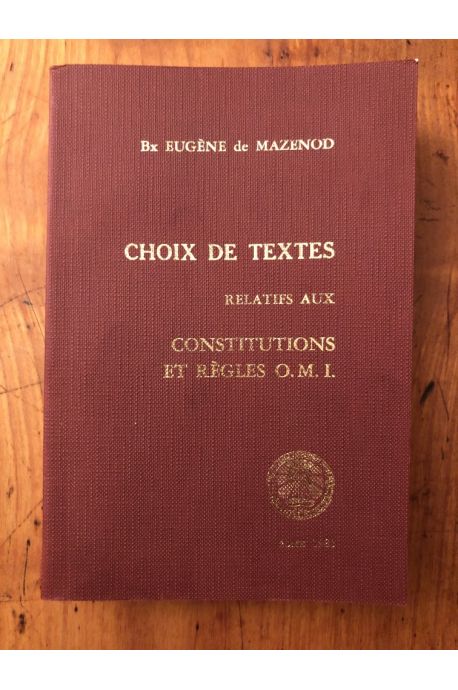 Bx EUGÈNE de MAZENOD
CHOIX DE TEXTES
RELATIFS AUX
CONSTITUTIONS
ET RÈGLES O. M. I.